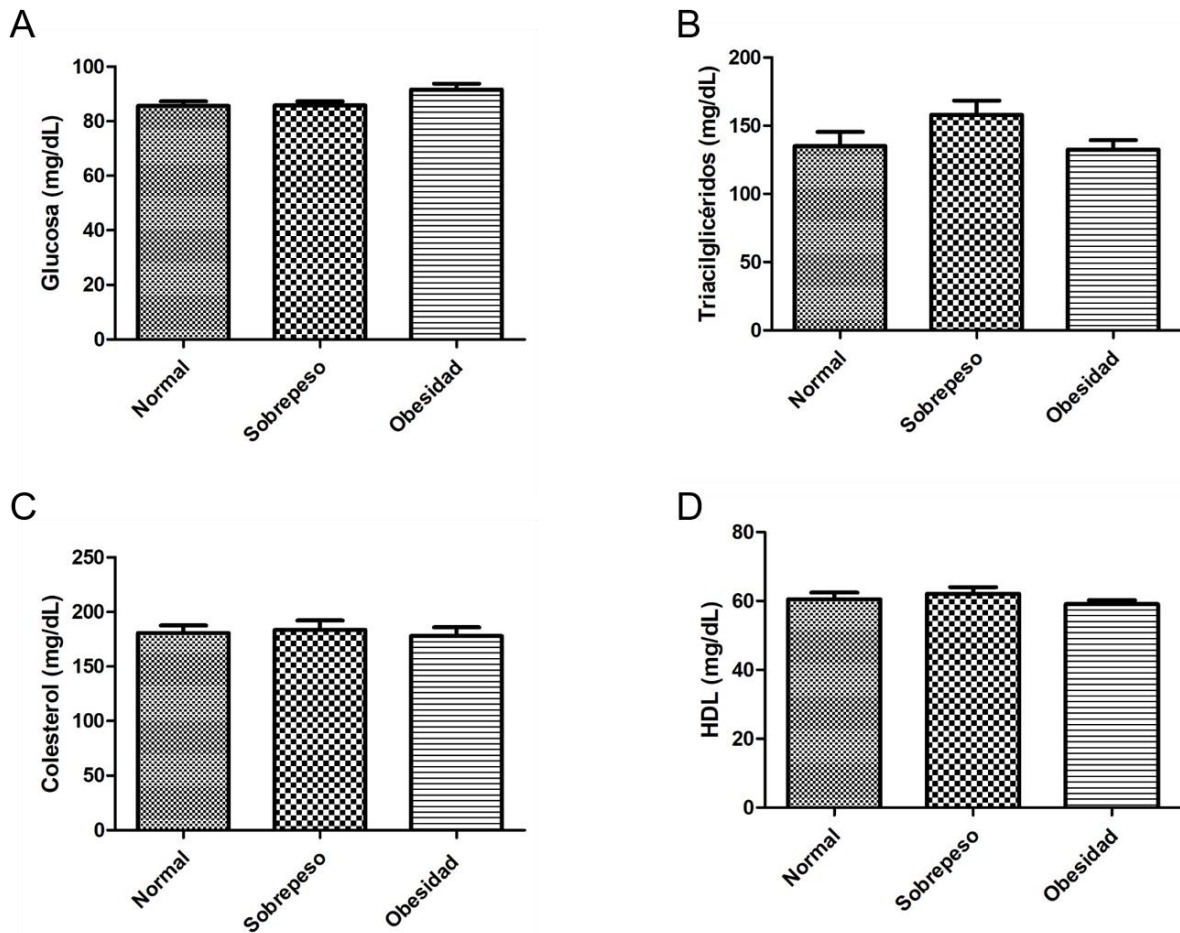 A
Glucosa (mg/dL)
100
80
60
40
20
0
Normal
Sobrepeso
Obesidad
B
Triacilglicéridos (mg/dL)
200
150
100
50
0
Normal
Sobrepeso
Obesidad
C
Colesterol (mg/dL)
250
200
150
100
50
0
Normal
Sobrepeso
Obesidad
D
HDL (mg/dL)
80
60
40
20
0
Normal
Sobrepeso
Obesidad